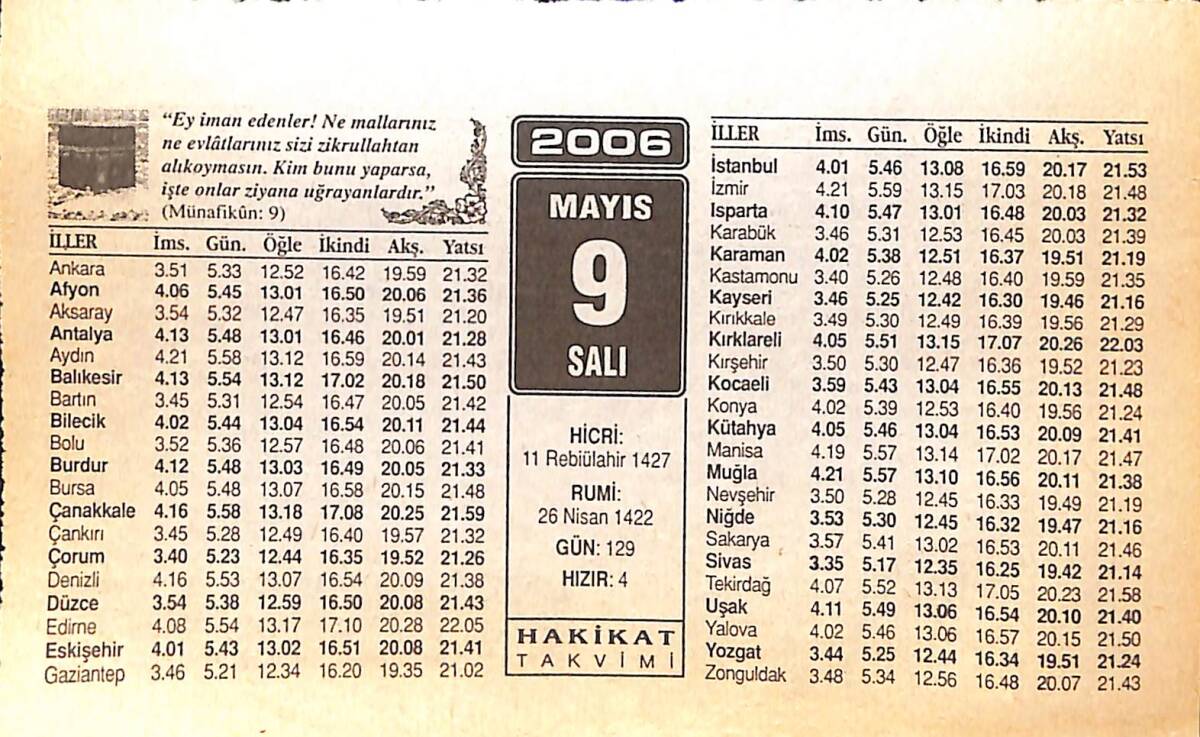 “Ey iman edenler! Ne mallarınız
ne evlâtlarınız sizi zikrullahtan
alıkoymasın. Kim bunu yaparsa,
işte onlar ziyana uğrayanlardır.”
(Münafikûn: 9)
İLLER İms. Gün. Öğle İkindi Akş. Yatsı
Ankara 3.51 5.33 12.52 16.42 19.59 21.32
Afyon 4.06 5.45 13.01 16.50 20.06 21.36
Aksaray 3.54 5.32 12.47 16.35 19.51 21.20
Antalya 4.13 5.48 13.01 16.46 20.01 21.28
Aydın 4.21 5.58 13.12 16.59 20.14 21.43
Balıkesir 4.13 5.54 13.12 17.02 20.18 21.50
Bartın 3.45 5.31 12.54 16.47 20.05 21.42
Bilecik 4.02 5.44 13.04 16.54 20.11 21.44
Bolu 3.52 5.36 12.57 16.48 20.06 21.41
Burdur 4.12 5.48 13.03 16.49 20.05 21.33
Bursa 4.05 5.48 13.07 16.58 20.15 21.48
Çanakkale 4.16 5.58 13.18 17.08 20.25 21.59
Çankırı 3.45 5.28 12.49 16.40 19.57 21.32
Çorum 3.40 5.23 12.44 16.35 19.52 21.26
Denizli 4.16 5.53 13.07 16.54 20.09 21.38
Düzce 3.54 5.38 12.59 16.50 20.08 21.43
Edirne 4.08 5.54 13.17 17.10 20.28 22.05
Eskişehir 4.01 5.43 13.02 16.51 20.08 21.41
Gaziantep 3.46 5.21 12.34 16.20 19.35 21.02
2006
MAYIS
9
SALI
HİCRİ:
11 Rebiülahir 1427
RUMİ:
26 Nisan 1422
GÜN: 129
HIZIR: 4
HAKİKAT
TAKVİMİ
İLLER İms. Gün. Öğle İkindi Akş. Yatsı
İstanbul 4.01 5.46 13.08 16.59 20.17 21.53
İzmir 4.21 5.59 13.15 17.03 20.18 21.48
Isparta 4.10 5.47 13.01 16.48 20.03 21.32
Karabük 3.46 5.31 12.53 16.45 20.03 21.39
Karaman 4.02 5.38 12.51 16.37 19.51 21.19
Kastamonu 3.40 5.26 12.48 16.40 19.59 21.35
Kayseri 3.46 5.25 12.42 16.30 19.46 21.16
Kırıkkale 3.49 5.30 12.49 16.39 19.56 21.29
Kırklareli 4.05 5.51 13.15 17.07 20.26 22.03
Kırşehir 3.50 5.30 12.47 16.36 19.52 21.23
Kocaeli 3.59 5.43 13.04 16.55 20.13 21.48
Konya 4.02 5.39 12.53 16.40 19.56 21.24
Kütahya 4.05 5.46 13.04 16.53 20.09 21.41
Manisa 4.19 5.57 13.14 17.02 20.17 21.47
Muğla 4.21 5.57 13.10 16.56 20.11 21.38
Nevşehir 3.50 5.28 12.45 16.33 19.49 21.19
Niğde 3.53 5.30 12.45 16.32 19.47 21.16
Sakarya 3.57 5.41 13.02 16.53 20.11 21.46
Sivas 3.35 5.17 12.35 16.25 19.42 21.14
Tekirdağ 4.07 5.52 13.13 17.05 20.23 21.58
Uşak 4.11 5.49 13.06 16.54 20.10 21.40
Yalova 4.02 5.46 13.06 16.57 20.15 21.50
Yozgat 3.44 5.25 12.44 16.34 19.51 21.24
Zonguldak 3.48 5.34 12.56 16.48 20.07 21.43